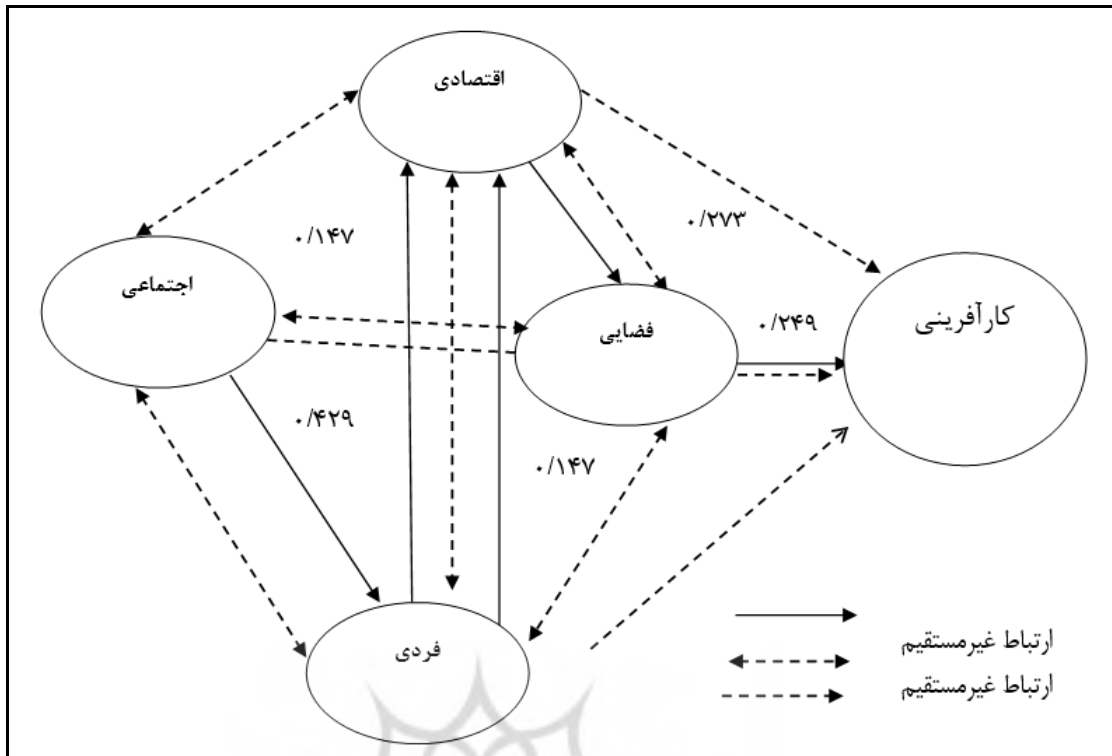 اقتصادی
۰/۲۷۳
۰/۱۴۷
اجتماعی
فضایی
کارآفرینی
۰/۲۴۹
۰/۴۲۹
۰/۱۴۷
فردی
ارتباط غیرمستقیم
ارتباط غیرمستقیم